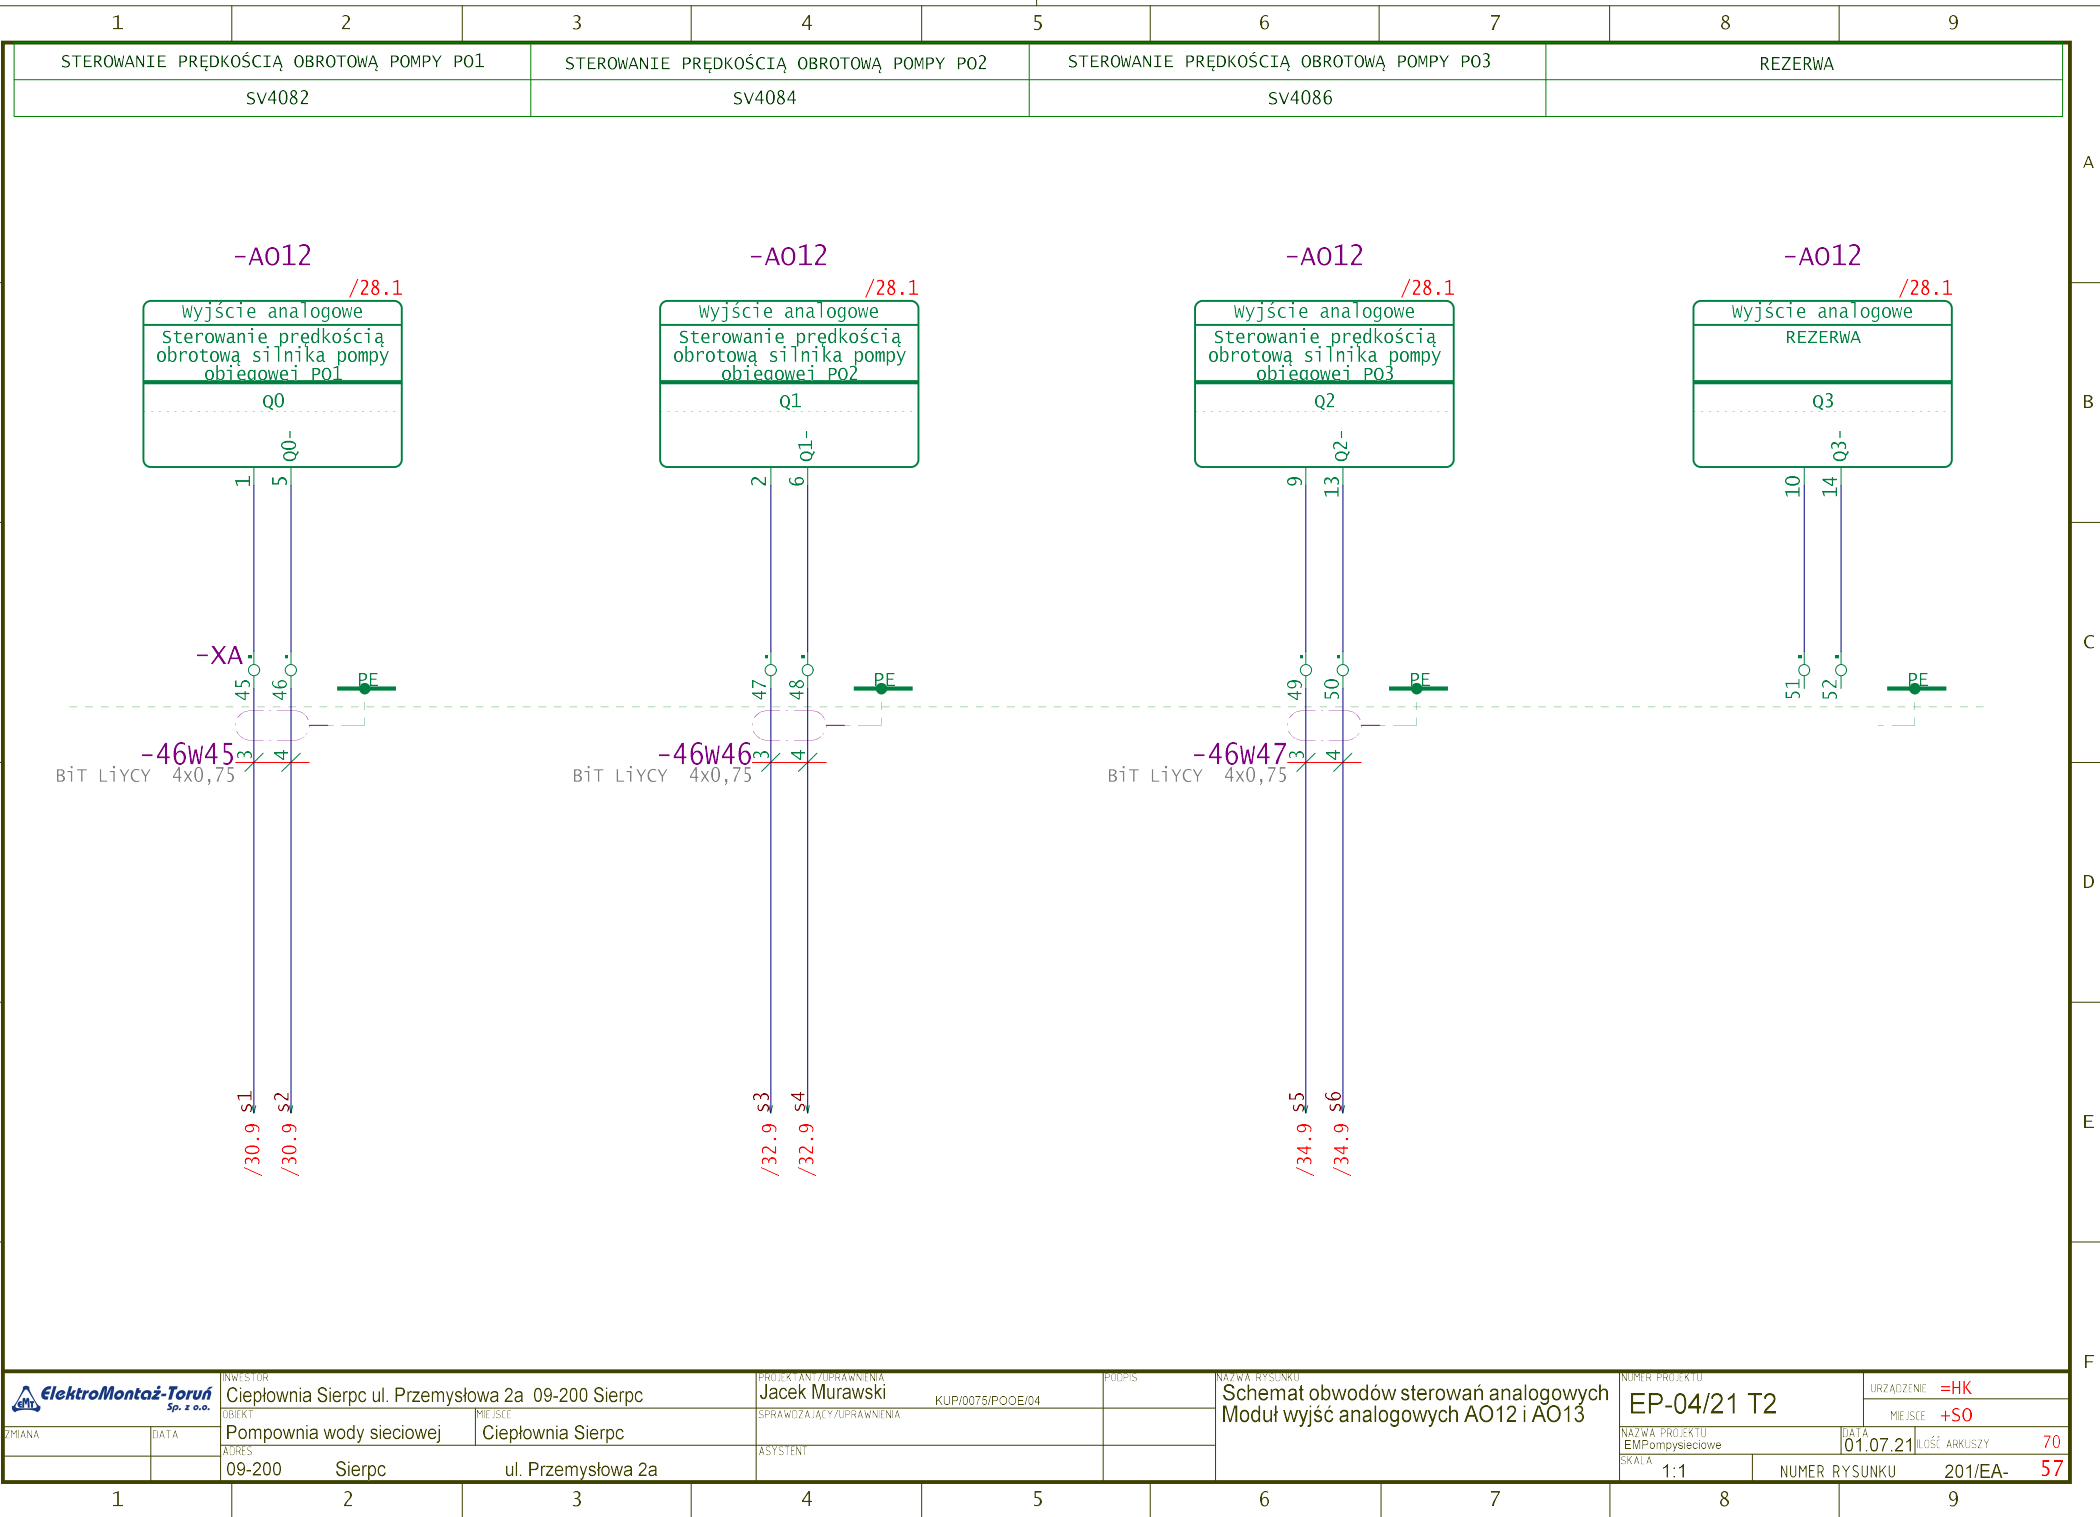 1 2 3 4 5 6 7 8 9
STEROWANIE PRĘDKOŚCIĄ OBROTOWĄ POMPY PO1 STEROWANIE PRĘDKOŚCIĄ OBROTOWĄ POMPY PO2 STEROWANIE PRĘDKOŚCIĄ OBROTOWĄ POMPY PO3 REZERWA
SV4082 SV4084 SV4086
A
-AO12 -AO12 -AO12 -AO12
/28.1 /28.1 /28.1 /28.1
Wyjście analogowe Wyjście analogowe Wyjście analogowe Wyjście analogowe
Sterowanie prędkością Sterowanie prędkością Sterowanie prędkością REZERWA
obrotową silnika pompy obrotową silnika pompy obrotową silnika pompy
obiegowej PO1 obiegowej PO2 obiegowej PO3
Q0 Q1 Q2 Q3 B
Q0- Q1- Q2- Q3-
1 5 2 6 9 13 10 14
C
-XA
45 46 PE 47 48 PE 49 50 PE 51 52 PE
-46W45 3 4 -46W46 3 4 -46W47 3 4
BiT LiYCY 4x0,75 BiT LiYCY 4x0,75 BiT LiYCY 4x0,75
D
s1 s2 s3 s4 s5 s6
E
/30.9 /30.9 /32.9 /32.9 /34.9 /34.9
F
ElektroMontaż-Toruń
Sp. z o.o.
EMT
ZMIANA DATA
INWESTOR
Ciepłownia Sierpc ul. Przemysłowa 2a 09-200 Sierpc
OBIEKT MIEJSCE
Pompownia wody sieciowej Ciepłownia Sierpc
ADRES
09-200 Sierpc ul. Przemysłowa 2a
PROJEKTANT/UPRAWNIENIA PODPIS
Jacek Murawski KUP/0075/POOE/04
SPRAWDZAJĄCY/UPRAWNIENIA
ASYSTENT
NAZWA RYSUNKU
Schemat obwodów sterowań analogowych
Moduł wyjść analogowych AO12 i AO13
NUMER PROJEKTU
EP-04/21 T2
URZĄDZENIE =HK
MIEJSCE +SO
NAZWA PROJEKTU
EMPompysieciowe
DATA
01.07.21
ILOŚĆ ARKUSZY 70
SKALA
1:1
NUMER RYSUNKU 201/EA- 57
1 2 3 4 5 6 7 8 9